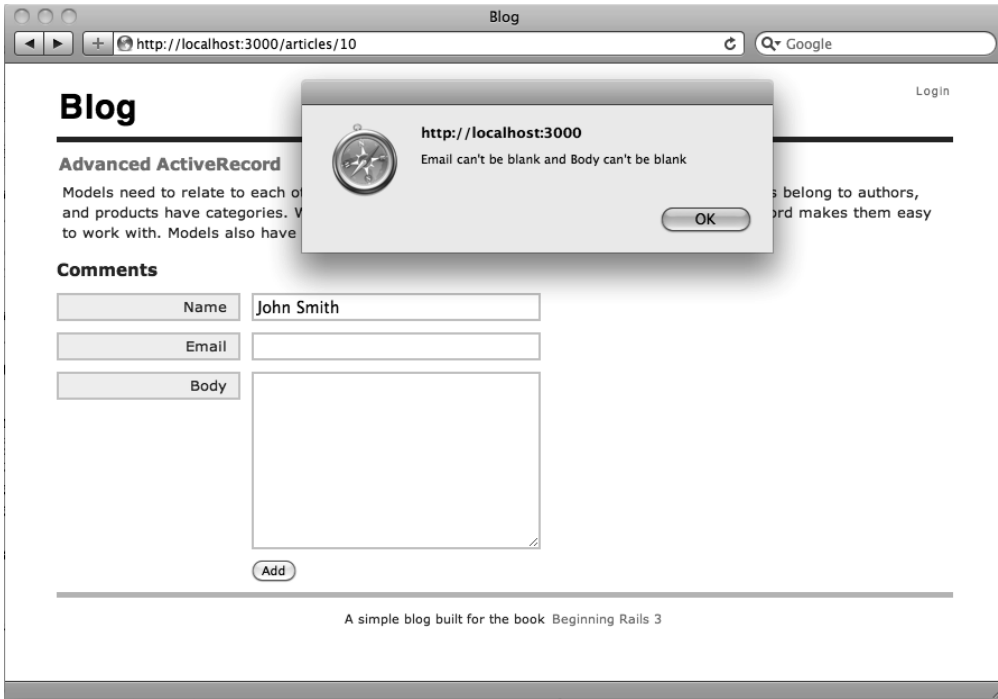 Blog
http://localhost:3000/articles/10
Google
Login
Blog
http://localhost:3000
Email can't be blank and Body can't be blank
OK
Advanced ActiveRecord
Models need to relate to each belong to authors,
and products have categories. makes them easy
to work with. Models also have
Comments
Name
John Smith
Email
Body
Add
A simple blog built for the book Beginning Rails 3